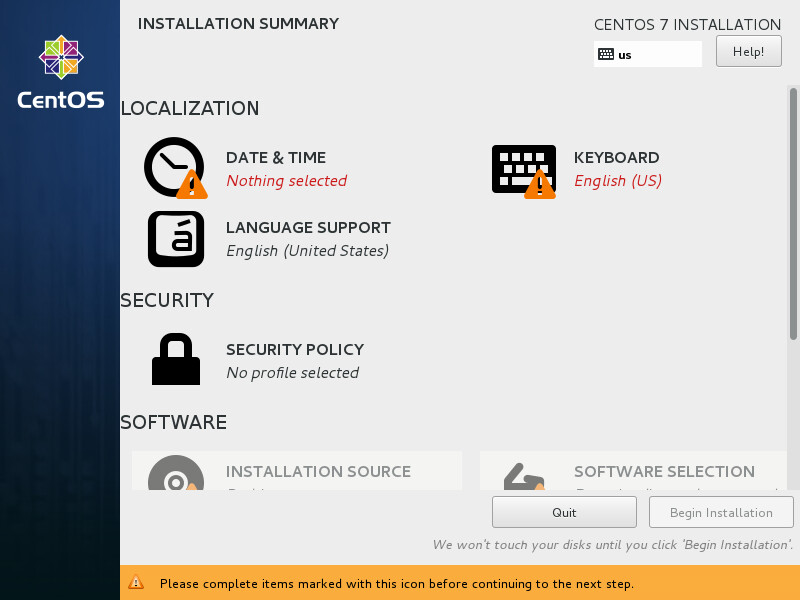 INSTALLATION SUMMARY
CENTOS 7 INSTALLATION
us
Help!
CentOS
LOCALIZATION
DATE & TIME
Nothing selected
KEYBOARD
English (US)
á
LANGUAGE SUPPORT
English (United States)
SECURITY
SECURITY POLICY
No profile selected
SOFTWARE
INSTALLATION SOURCE
SOFTWARE SELECTION
Quit
Begin Installation
We won't touch your disks until you click 'Begin Installation'.
Please complete items marked with this icon before continuing to the next step.